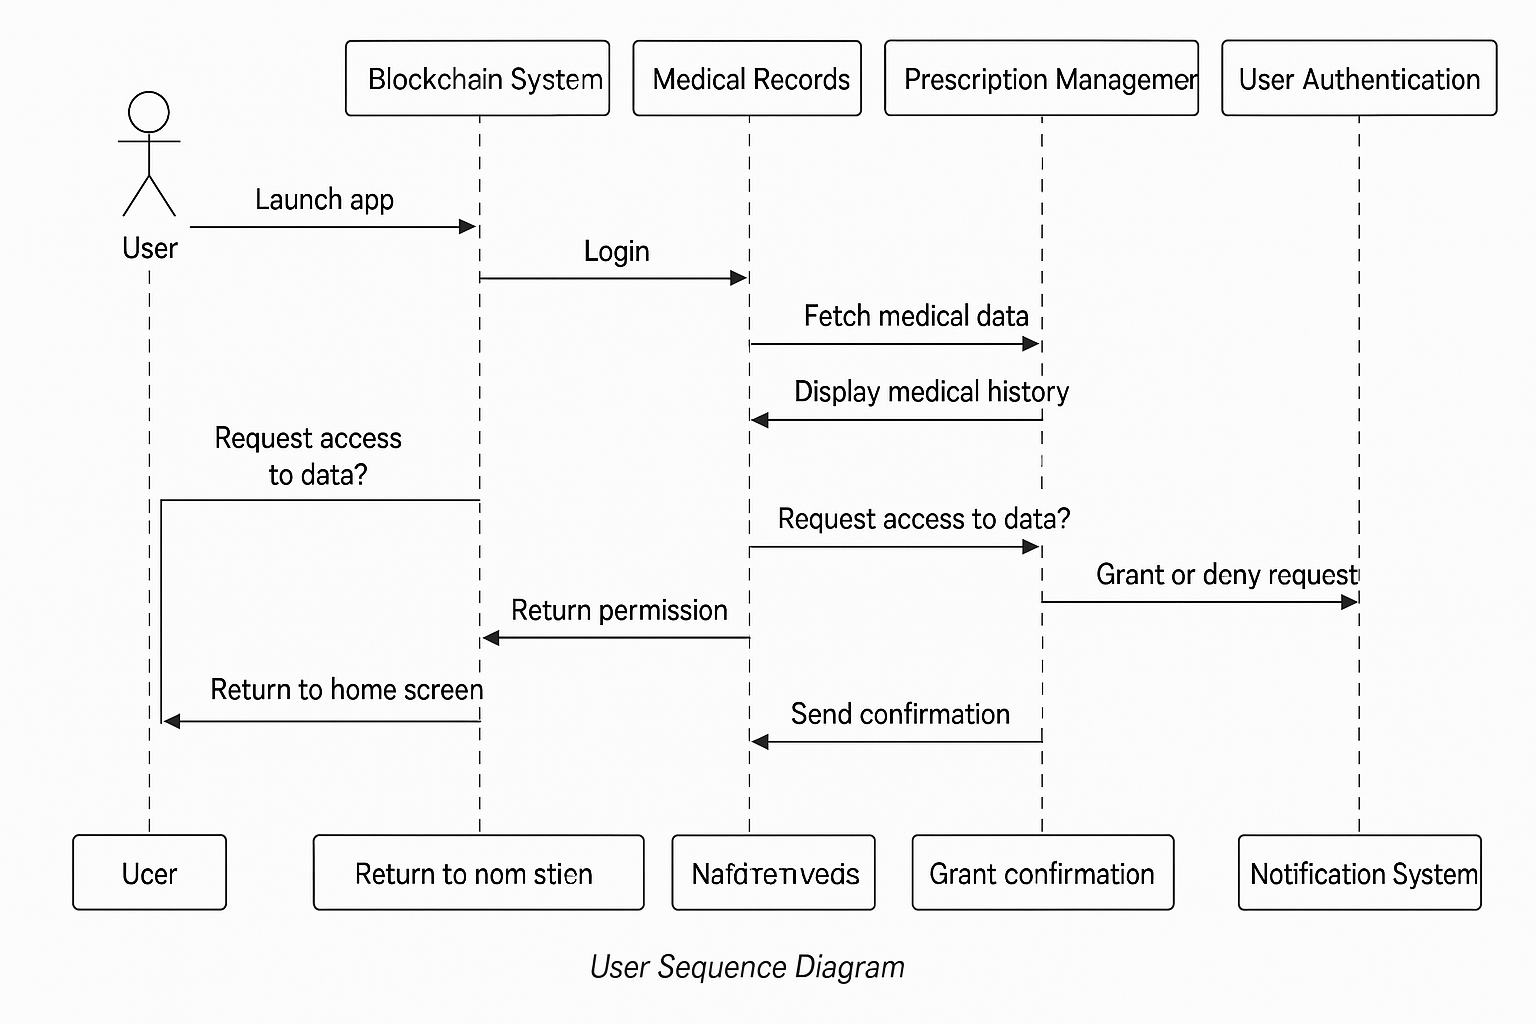 Blockchain System
Medical Records
Prescription Managemer
User Authentication
Launch app
User
Login
Fetch medical data
Display medical history
Request access
to data?
Request access to data?
Grant or deny request
Return permission
Return to home screen
Send confirmation
Ucer
Return to nom stien
Grant confirmation
Notification System
User Sequence Diagram